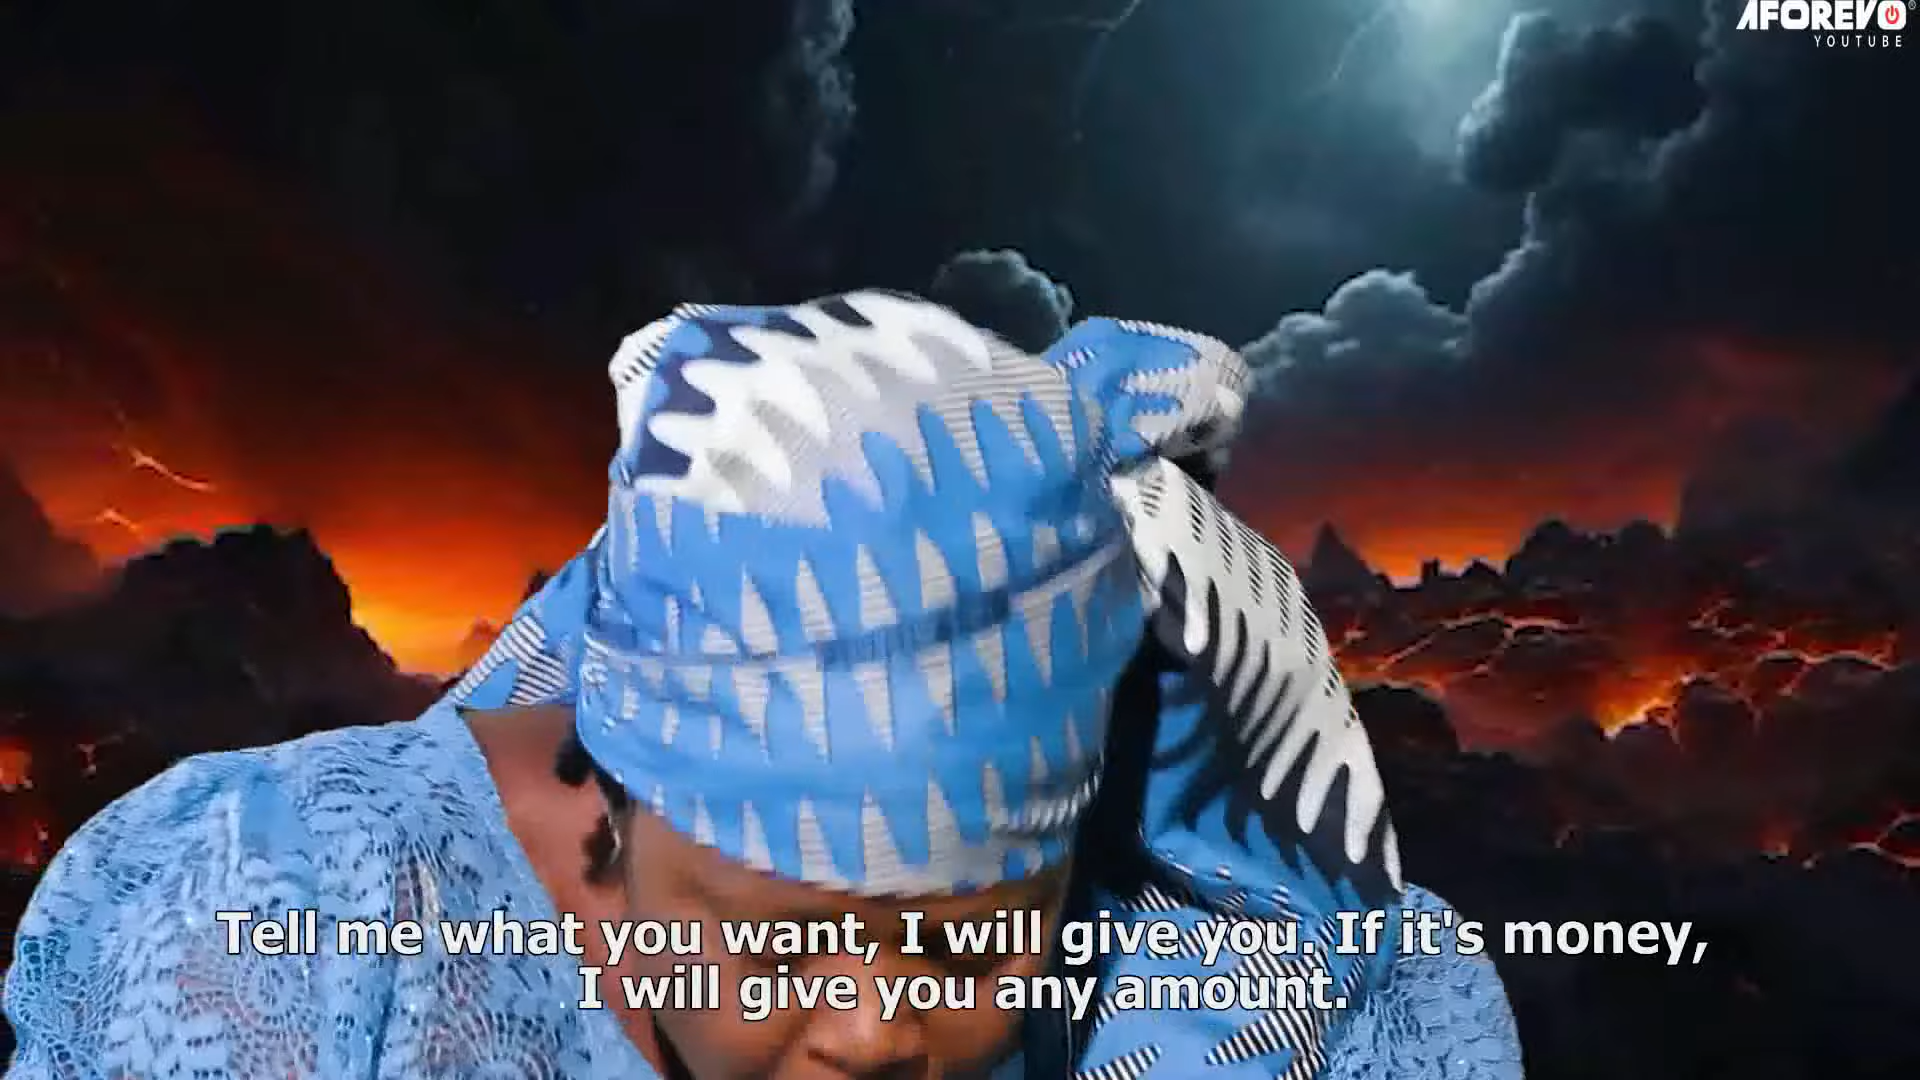 AFOREVO
YOUTUBE
Tell me what you want, I will give you. If it's money,
I will give you any amount.